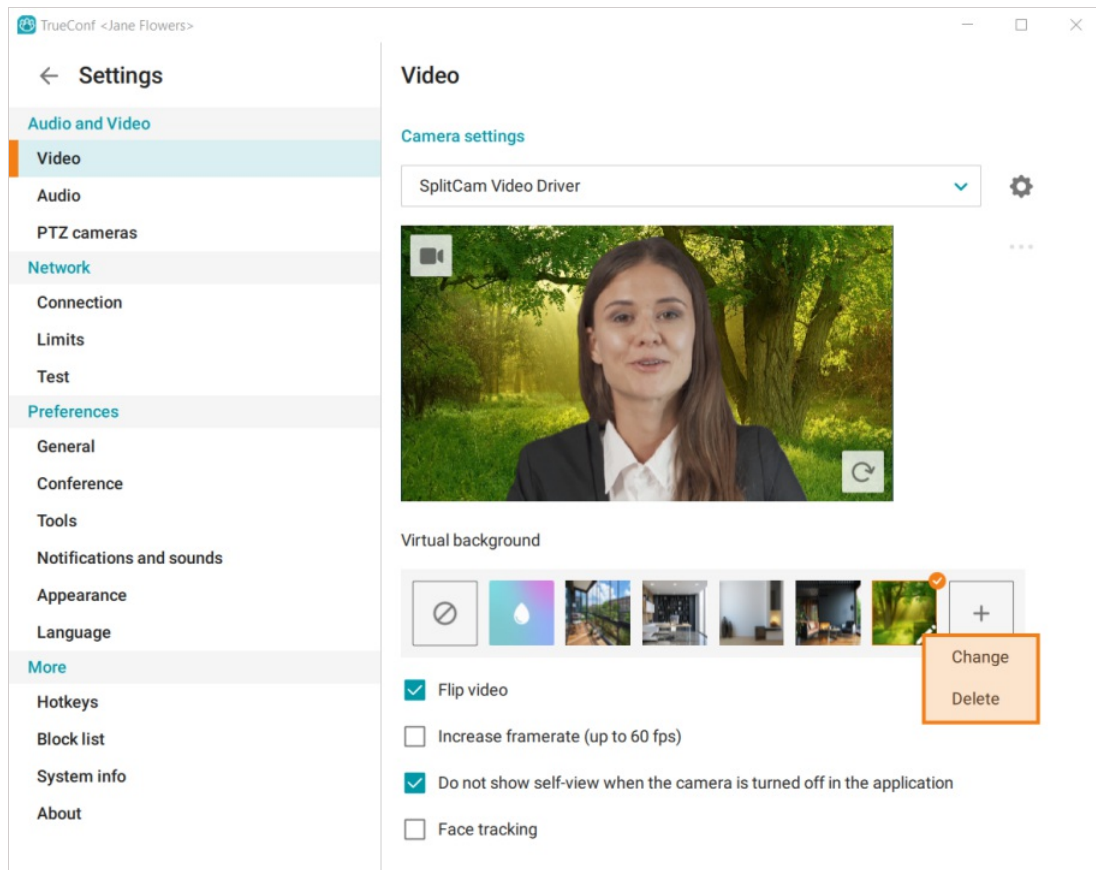 TrueConf <Jane Flowers>
Settings
Audio and Video
Video
Audio
PTZ cameras
Network
Connection
Limits
Test
Preferences
General
Conference
Tools
Notifications and sounds
Appearance
Language
More
Hotkeys
Block list
System info
About
Video
Camera settings
SplitCam Video Driver
Virtual background
Change
Delete
Flip video
Increase framerate (up to 60 fps)
Do not show self-view when the camera is turned off in the application
Face tracking